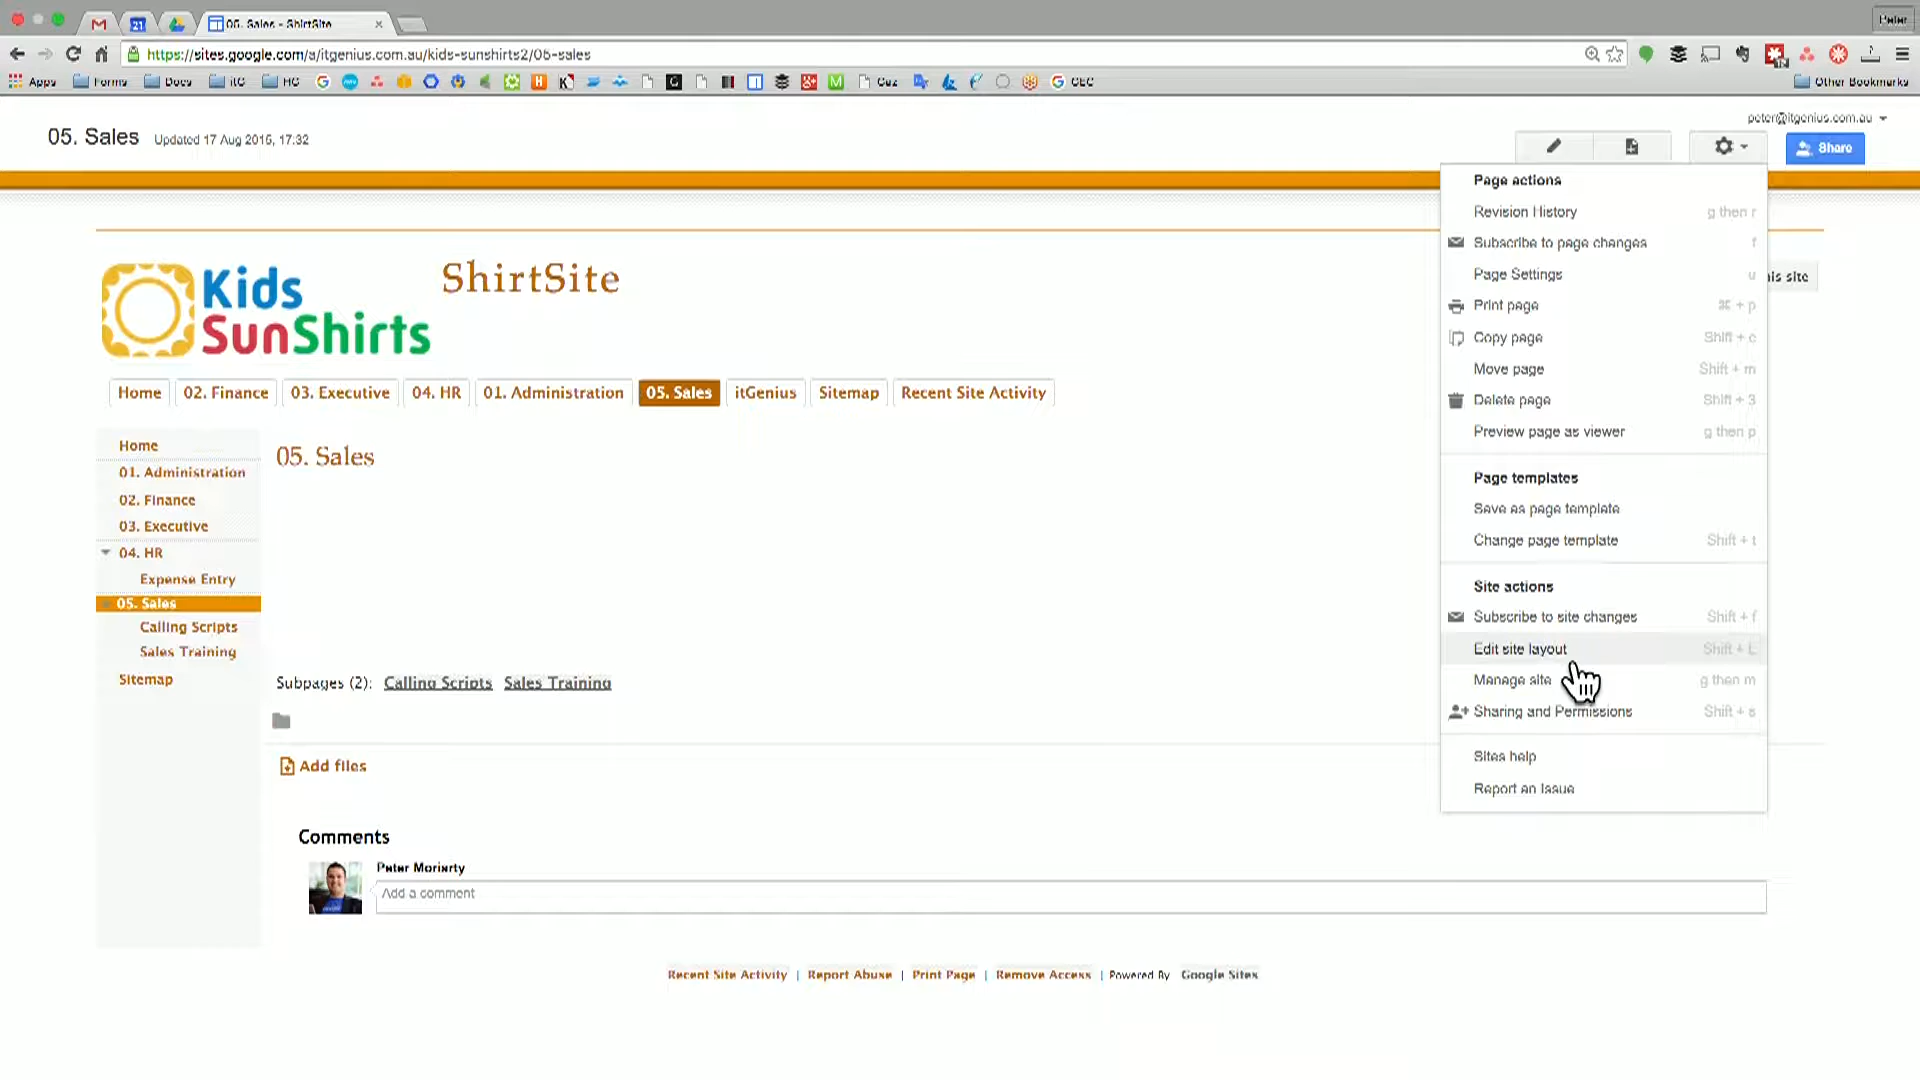 05. Sales - ShirtSite
Peter
https://sites.google.com/a/itgenius.com.au/kids-sunshirts2/05-sales
Apps Forms Docs itG HG Guz GEC Other Bookmarks
peter@itgenius.com.au
05. Sales Updated 17 Aug 2015, 17:32
Share
Page actions
Revision History g then r
Subscribe to page changes f
Page Settings u
Print page ⌘ + p
Copy page Shift + c
Move page Shift + m
Delete page Shift + 3
Preview page as viewer g then p
Page templates
Save as page template
Change page template Shift + t
Site actions
Subscribe to site changes Shift + f
Edit site layout Shift + L
Manage site g then m
Sharing and Permissions Shift + s
Sites help
Report an Issue
his site
Kids
SunShirts
ShirtSite
Home 02. Finance 03. Executive 04. HR 01. Administration 05. Sales itGenius Sitemap Recent Site Activity
Home
01. Administration
02. Finance
03. Executive
04. HR
Expense Entry
05. Sales
Calling Scripts
Sales Training
Sitemap
05. Sales
Subpages (2): Calling Scripts Sales Training
Add files
Comments
Peter Moriarty
Add a comment
Recent Site Activity | Report Abuse | Print Page | Remove Access | Powered By Google Sites